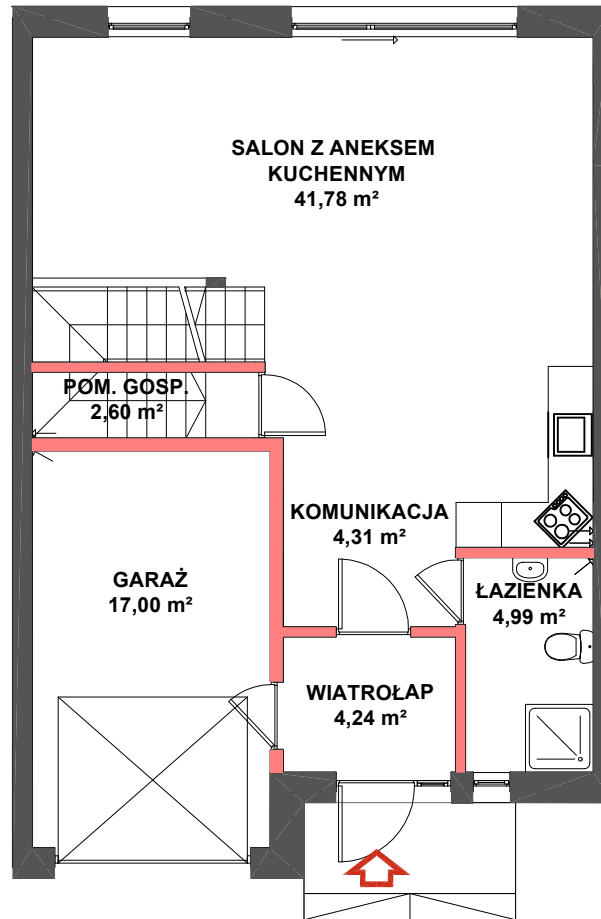 SALON Z ANEKSEM
KUCHENNYM
41,78 m²
POM. GOSP.
2,60 m²
KOMUNIKACJA
4,31 m²
GARAŻ
17,00 m²
ŁAZIENKA
4,99 m²
WIATROŁAP
4,24 m²